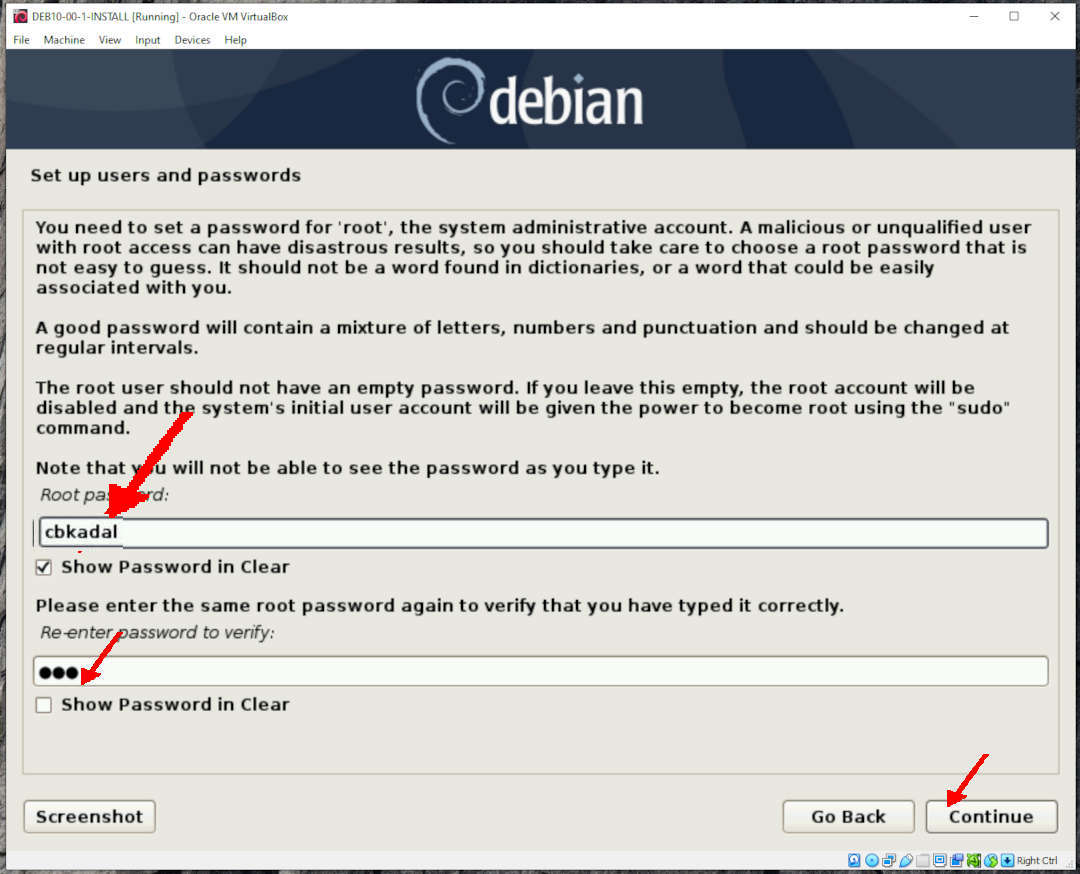 DEB10-00-1-INSTALL [Running] - Oracle VM VirtualBox
File Machine View Input Devices Help
debian
Set up users and passwords
You need to set a password for 'root', the system administrative account. A malicious or unqualified user
with root access can have disastrous results, so you should take care to choose a root password that is
not easy to guess. It should not be a word found in dictionaries, or a word that could be easily
associated with you.
A good password will contain a mixture of letters, numbers and punctuation and should be changed at
regular intervals.
The root user should not have an empty password. If you leave this empty, the root account will be
disabled and the system's initial user account will be given the power to become root using the "sudo"
command.
Note that you will not be able to see the password as you type it.
Root password:
cbkadal
Show Password in Clear
Please enter the same root password again to verify that you have typed it correctly.
Re-enter password to verify:
●●●
Show Password in Clear
Screenshot Go Back Continue
Right Ctrl